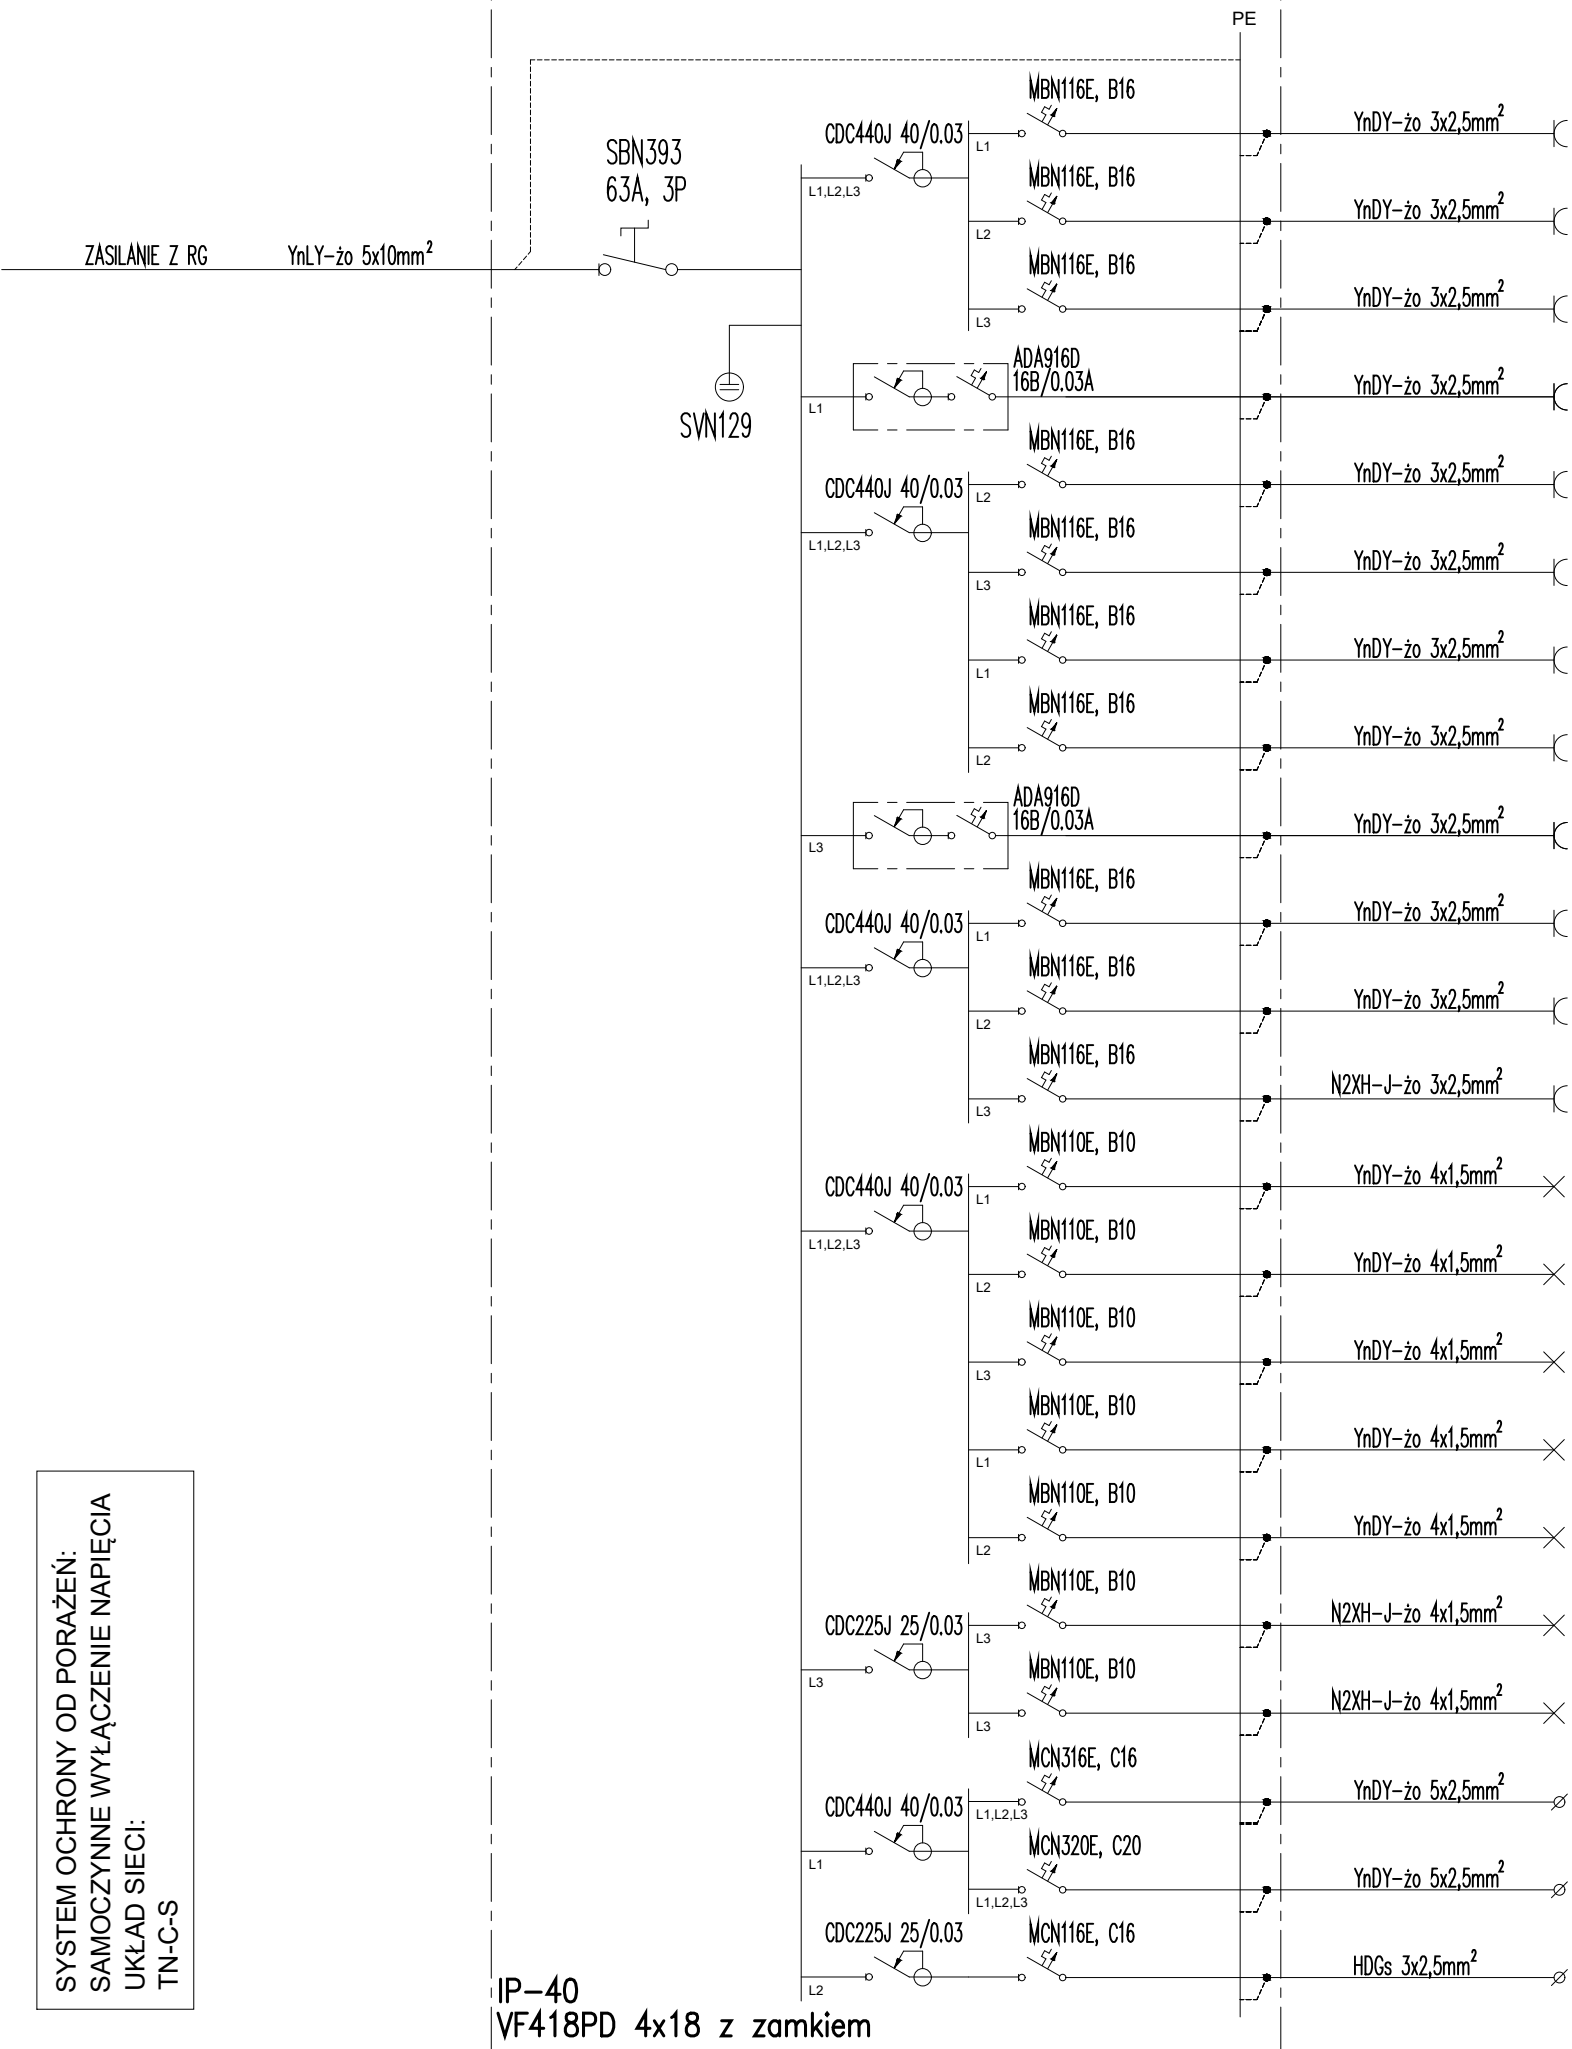 PE
MBN116E, B16
YnDY-żo 3x2,5mm²
CDC440J 40/0.03
L1
SBN393
63A, 3P
MBN116E, B16
L1,L2,L3
YnDY-żo 3x2,5mm²
L2
ZASILANIE Z RG
YnLY-żo 5x10mm²
MBN116E, B16
YnDY-żo 3x2,5mm²
L3
ADA916D
16B/0.03A
YnDY-żo 3x2,5mm²
L1
SVN129
MBN116E, B16
YnDY-żo 3x2,5mm²
CDC440J 40/0.03
L2
MBN116E, B16
L1,L2,L3
YnDY-żo 3x2,5mm²
L3
MBN116E, B16
YnDY-żo 3x2,5mm²
L1
MBN116E, B16
YnDY-żo 3x2,5mm²
L2
ADA916D
16B/0.03A
YnDY-żo 3x2,5mm²
L3
MBN116E, B16
YnDY-żo 3x2,5mm²
CDC440J 40/0.03
L1
MBN116E, B16
L1,L2,L3
YnDY-żo 3x2,5mm²
L2
MBN116E, B16
N2XH-J-żo 3x2,5mm²
L3
MBN110E, B10
YnDY-żo 4x1,5mm²
CDC440J 40/0.03
L1
MBN110E, B10
L1,L2,L3
YnDY-żo 4x1,5mm²
L2
MBN110E, B10
YnDY-żo 4x1,5mm²
L3
MBN110E, B10
YnDY-żo 4x1,5mm²
L1
MBN110E, B10
YnDY-żo 4x1,5mm²
L2
MBN110E, B10
N2XH-J-żo 4x1,5mm²
CDC225J 25/0.03
L3
MBN110E, B10
L3
N2XH-J-żo 4x1,5mm²
L3
MCN316E, C16
YnDY-żo 5x2,5mm²
CDC440J 40/0.03
L1,L2,L3
MCN320E, C20
L1
YnDY-żo 5x2,5mm²
L1,L2,L3
CDC225J 25/0.03
MCN116E, C16
HDGs 3x2,5mm²
L2
SYSTEM OCHRONY OD PORAŻEŃ:
SAMOCZYNNE WYŁĄCZENIE NAPIĘCIA
UKŁAD SIECI:
TN-C-S
IP-40
VF418PD 4x18 z zamkiem